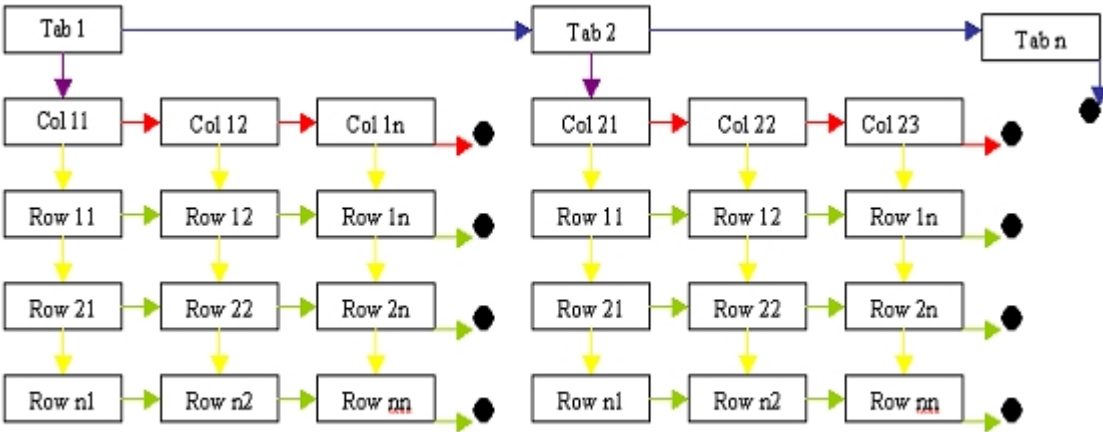 Tab 1
Tab 2
Tab n
Col 11
Col 12
Col 1n
Col 21
Col 22
Col 23
Row 11
Row 12
Row 1n
Row 11
Row 12
Row 1n
Row 21
Row 22
Row 2n
Row 21
Row 22
Row 2n
Row n1
Row n2
Row nn
Row n1
Row n2
Row nn